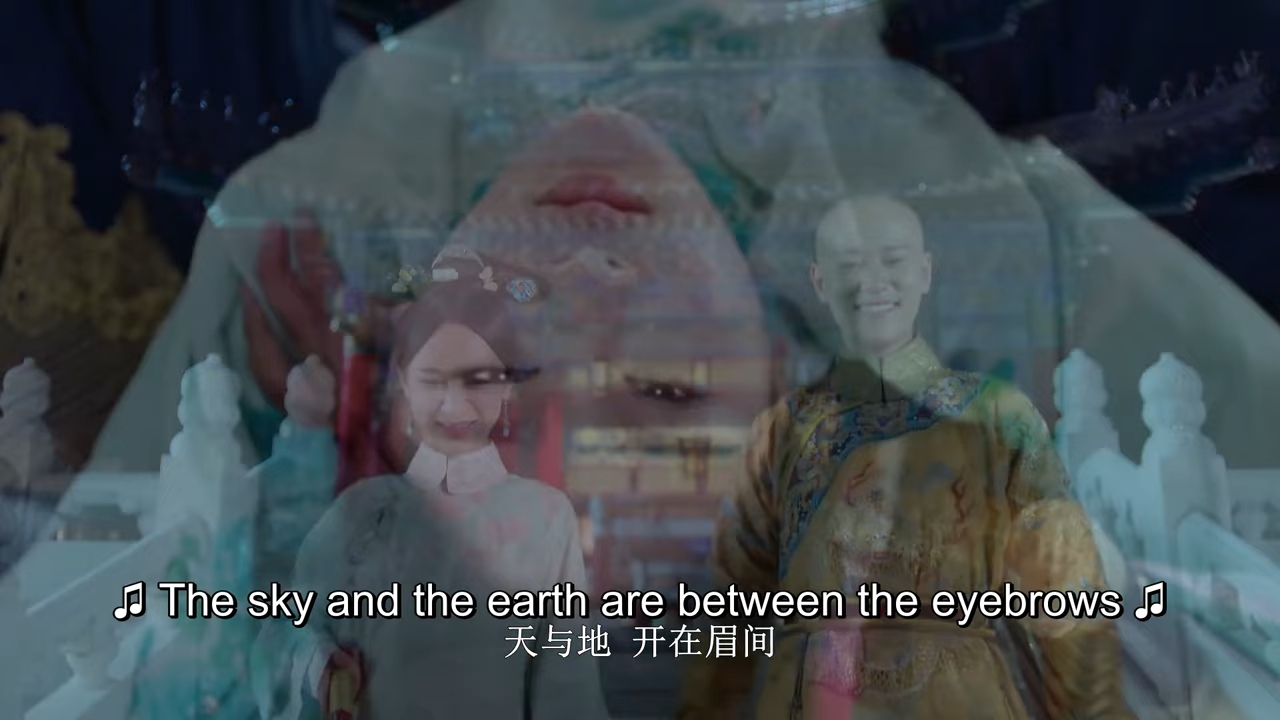 ♫ The sky and the earth are between the eyebrows ♫
天与地 开在眉间